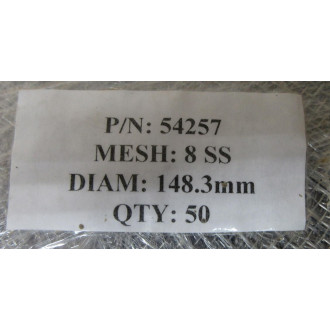 P/N: 54257
MESH: 8 SS
DIAM: 148.3mm
QTY: 50